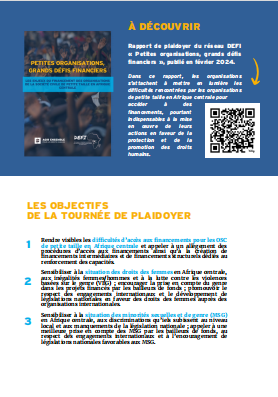 À DÉCOUVRIR
Rapport de plaidoyer du réseau DEFI
« Petites organisations, grands défis
financiers », publié en février 2024.
PETITES ORGANISATIONS,
GRANDS DÉFIS FINANCIERS
Dans ce rapport, les organisations
s'attachent à mettre en lumière les
difficultés rencontrées par les organisations
de petite taille en Afrique centrale pour
accéder à des
financements, pourtant
indispensables à la mise
en œuvre de leurs
actions en faveur de la
protection et de la
promotion des droits
humains.
LES OBJECTIFS
DE LA TOURNÉE DE PLAIDOYER
1 Rendre visibles les difficultés d'accès aux financements pour les OSC
de petite taille en Afrique centrale et appeler à un allègement des
procédures d'accès aux financements ainsi qu'à la création de
financements intermédiaires et de financements structurels dédiés au
renforcement des capacités.
2 Sensibiliser à la situation des droits des femmes en Afrique centrale,
aux inégalités femmes/hommes et à la lutte contre les violences
basées sur le genre (VBG) ; encourager la prise en compte du genre
dans les projets financés par les bailleurs de fonds ; promouvoir le
respect des engagements internationaux et le développement de
législations nationales en faveur des droits des femmes auprès des
organisations internationales.
3 Sensibiliser à la situation des minorités sexuelles et de genre (MSG)
en Afrique centrale, aux discriminations qu'iels subissent au niveau
local et aux manquements de la législation nationale ; appeler à une
meilleure prise en compte des MSG par les bailleurs de fonds, au
respect des engagements internationaux et à l'encouragement de
législations nationales favorables aux MSG.